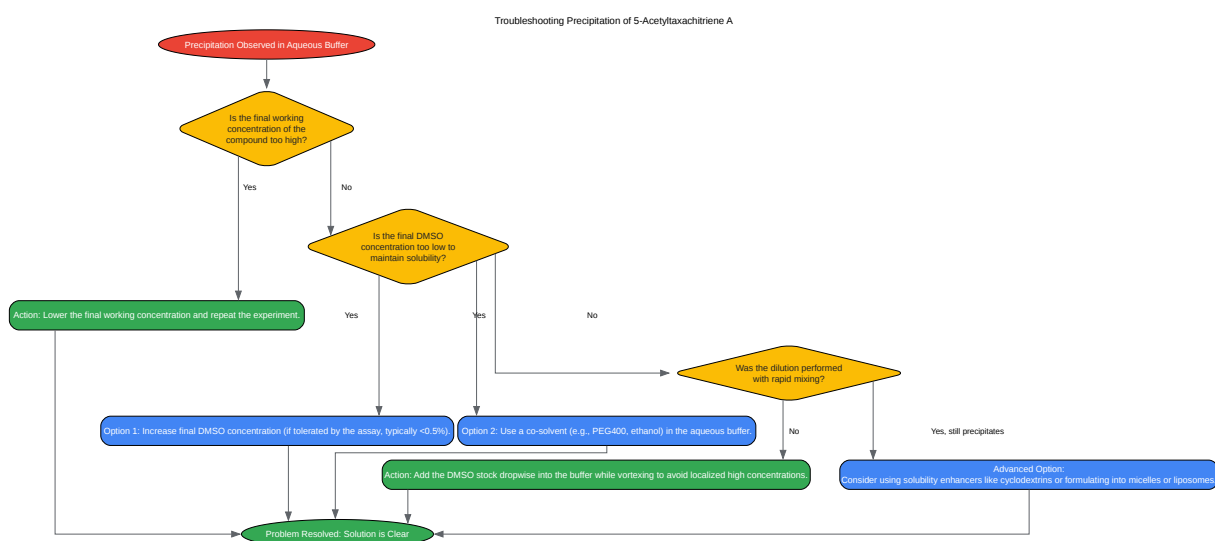 Troubleshooting Precipitation of 5-Acetyltaxachitriene A
Precipitation Observed in Aqueous Buffer
Is the final working
concentration of the
compound too high?
Yes
No
Is the final DMSO
concentration too low to
maintain solubility?
Action: Lower the final working concentration and repeat the experiment.
Yes
Yes
No
Was the dilution performed
with rapid mixing?
Option 1: Increase final DMSO concentration (if tolerated by the assay, typically <0.5%).
Option 2: Use a co-solvent (e.g., PEG400, ethanol) in the aqueous buffer.
No
Yes, still precipitates
Action: Add the DMSO stock dropwise into the buffer while vortexing to avoid localized high concentrations.
Advanced Option:
Consider using solubility enhancers like cyclodextrins or formulating into micelles or liposomes.
Problem Resolved: Solution is Clear